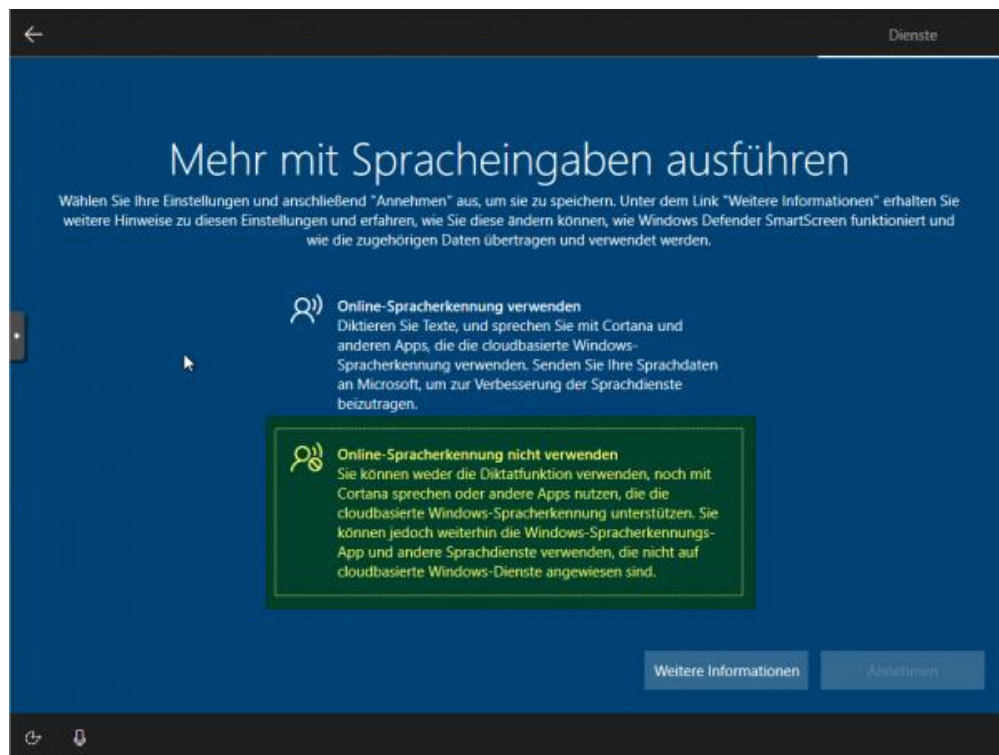 Dienste
Mehr mit Spracheingaben ausführen
Wählen Sie Ihre Einstellungen und anschließend "Annehmen" aus, um sie zu speichern. Unter dem Link "Weitere Informationen" erhalten Sie
weitere Hinweise zu diesen Einstellungen und erfahren, wie Sie diese ändern können, wie Windows Defender SmartScreen funktioniert und
wie die zugehörigen Daten übertragen und verwendet werden.
Online-Spracherkennung verwenden
Diktieren Sie Texte, und sprechen Sie mit Cortana und
anderen Apps, die die cloudbasierte Windows-
Spracherkennung verwenden. Senden Sie Ihre Sprachdaten
an Microsoft, um zur Verbesserung der Sprachdienste
beizutragen.
Online-Spracherkennung nicht verwenden
Sie können weder die Diktatfunktion verwenden, noch mit
Cortana sprechen oder andere Apps nutzen, die die
cloudbasierte Windows-Spracherkennung unterstützen. Sie
können jedoch weiterhin die Windows-Spracherkennungs-
App und andere Sprachdienste verwenden, die nicht auf
cloudbasierte Windows-Dienste angewiesen sind.
Weitere Informationen
Annehmen